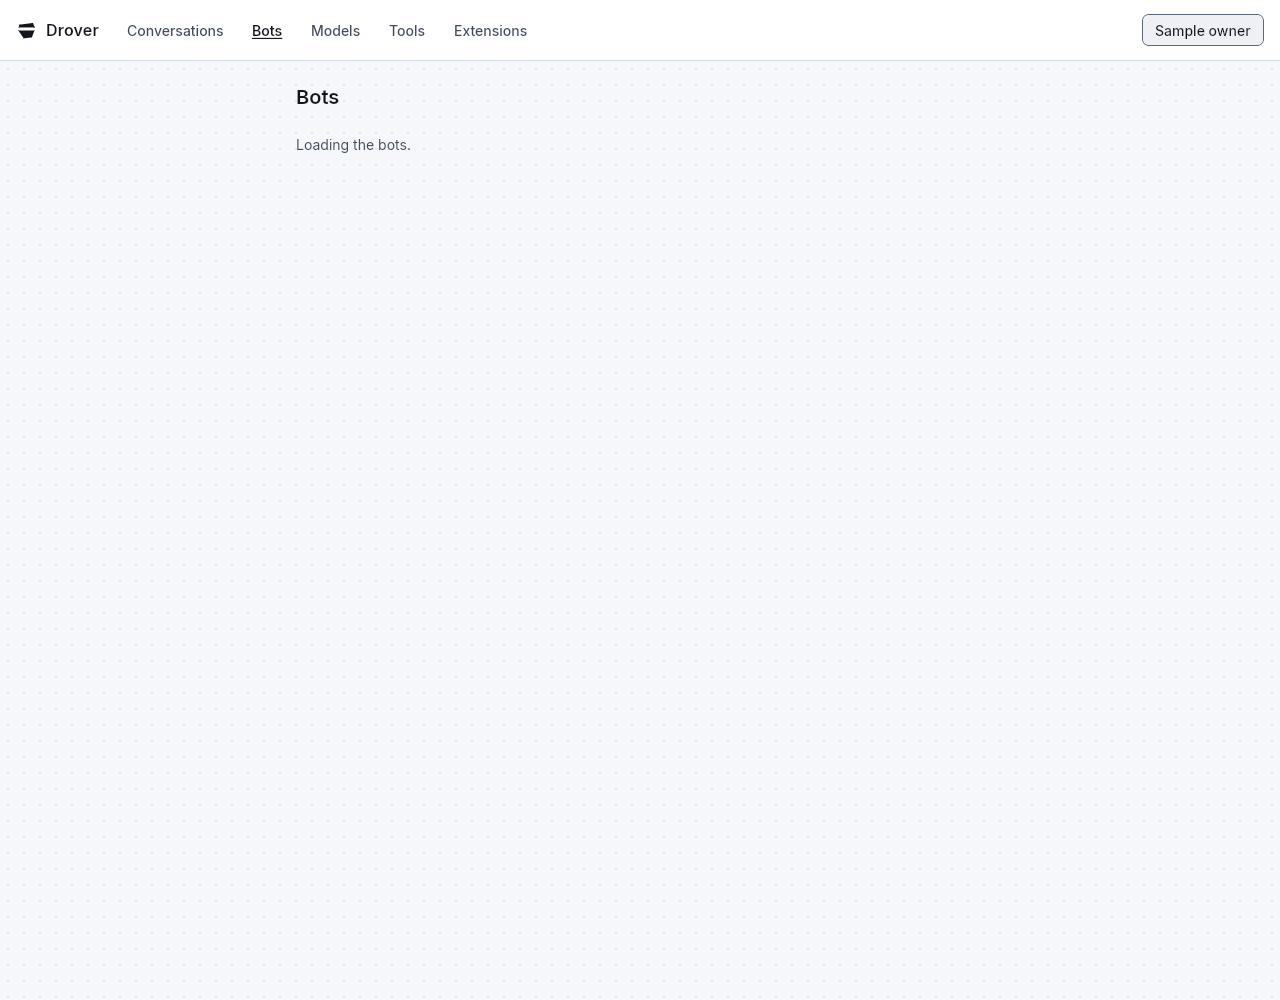 Drover
Conversations
Bots
Models
Tools
Extensions
Sample owner
Bots
Loading the bots.